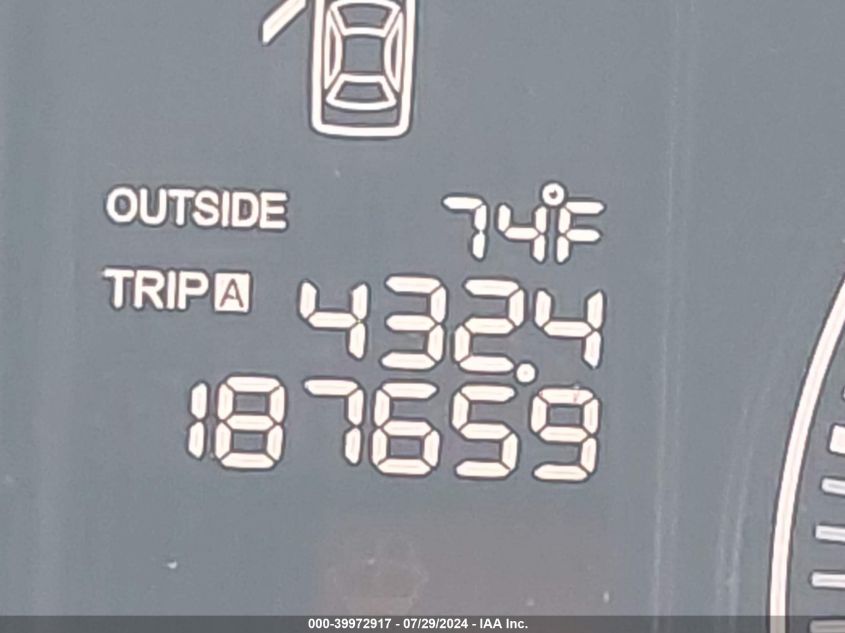 OUTSIDE 74°F
TRIP A 432.4
187659
000-39972917 - 07/29/2024 - IAA Inc.